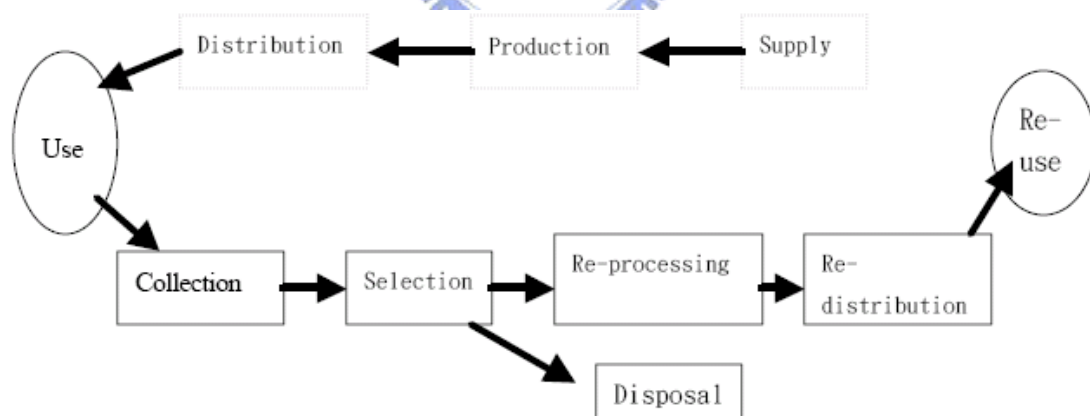 Distribution
Production
Supply
Use
Re-
use
Collection
Selection
Re-processing
Re-
distribution
Disposal